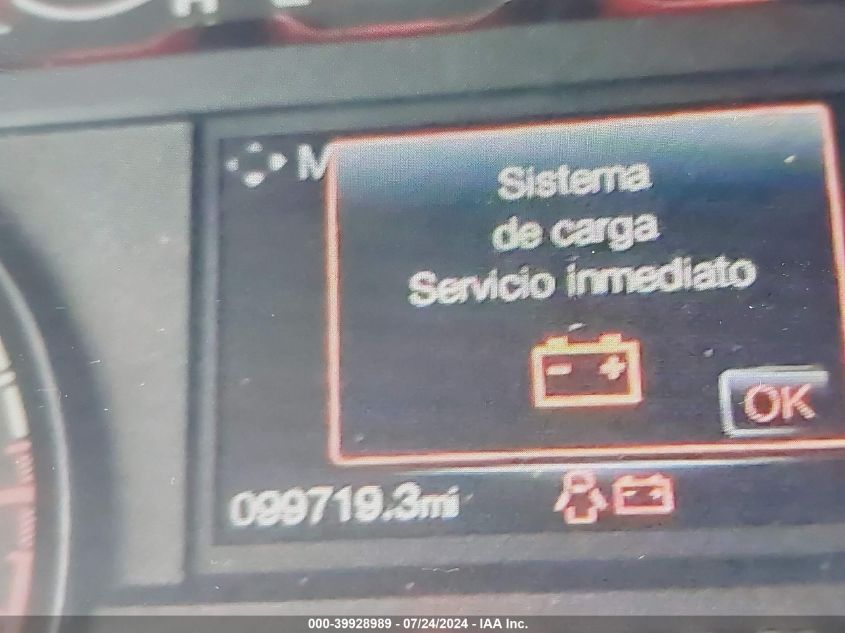 H
M
Sistema
de carga
Servicio inmediato
- +
OK
099719.3mi
000-39928989 - 07/24/2024 - IAA Inc.